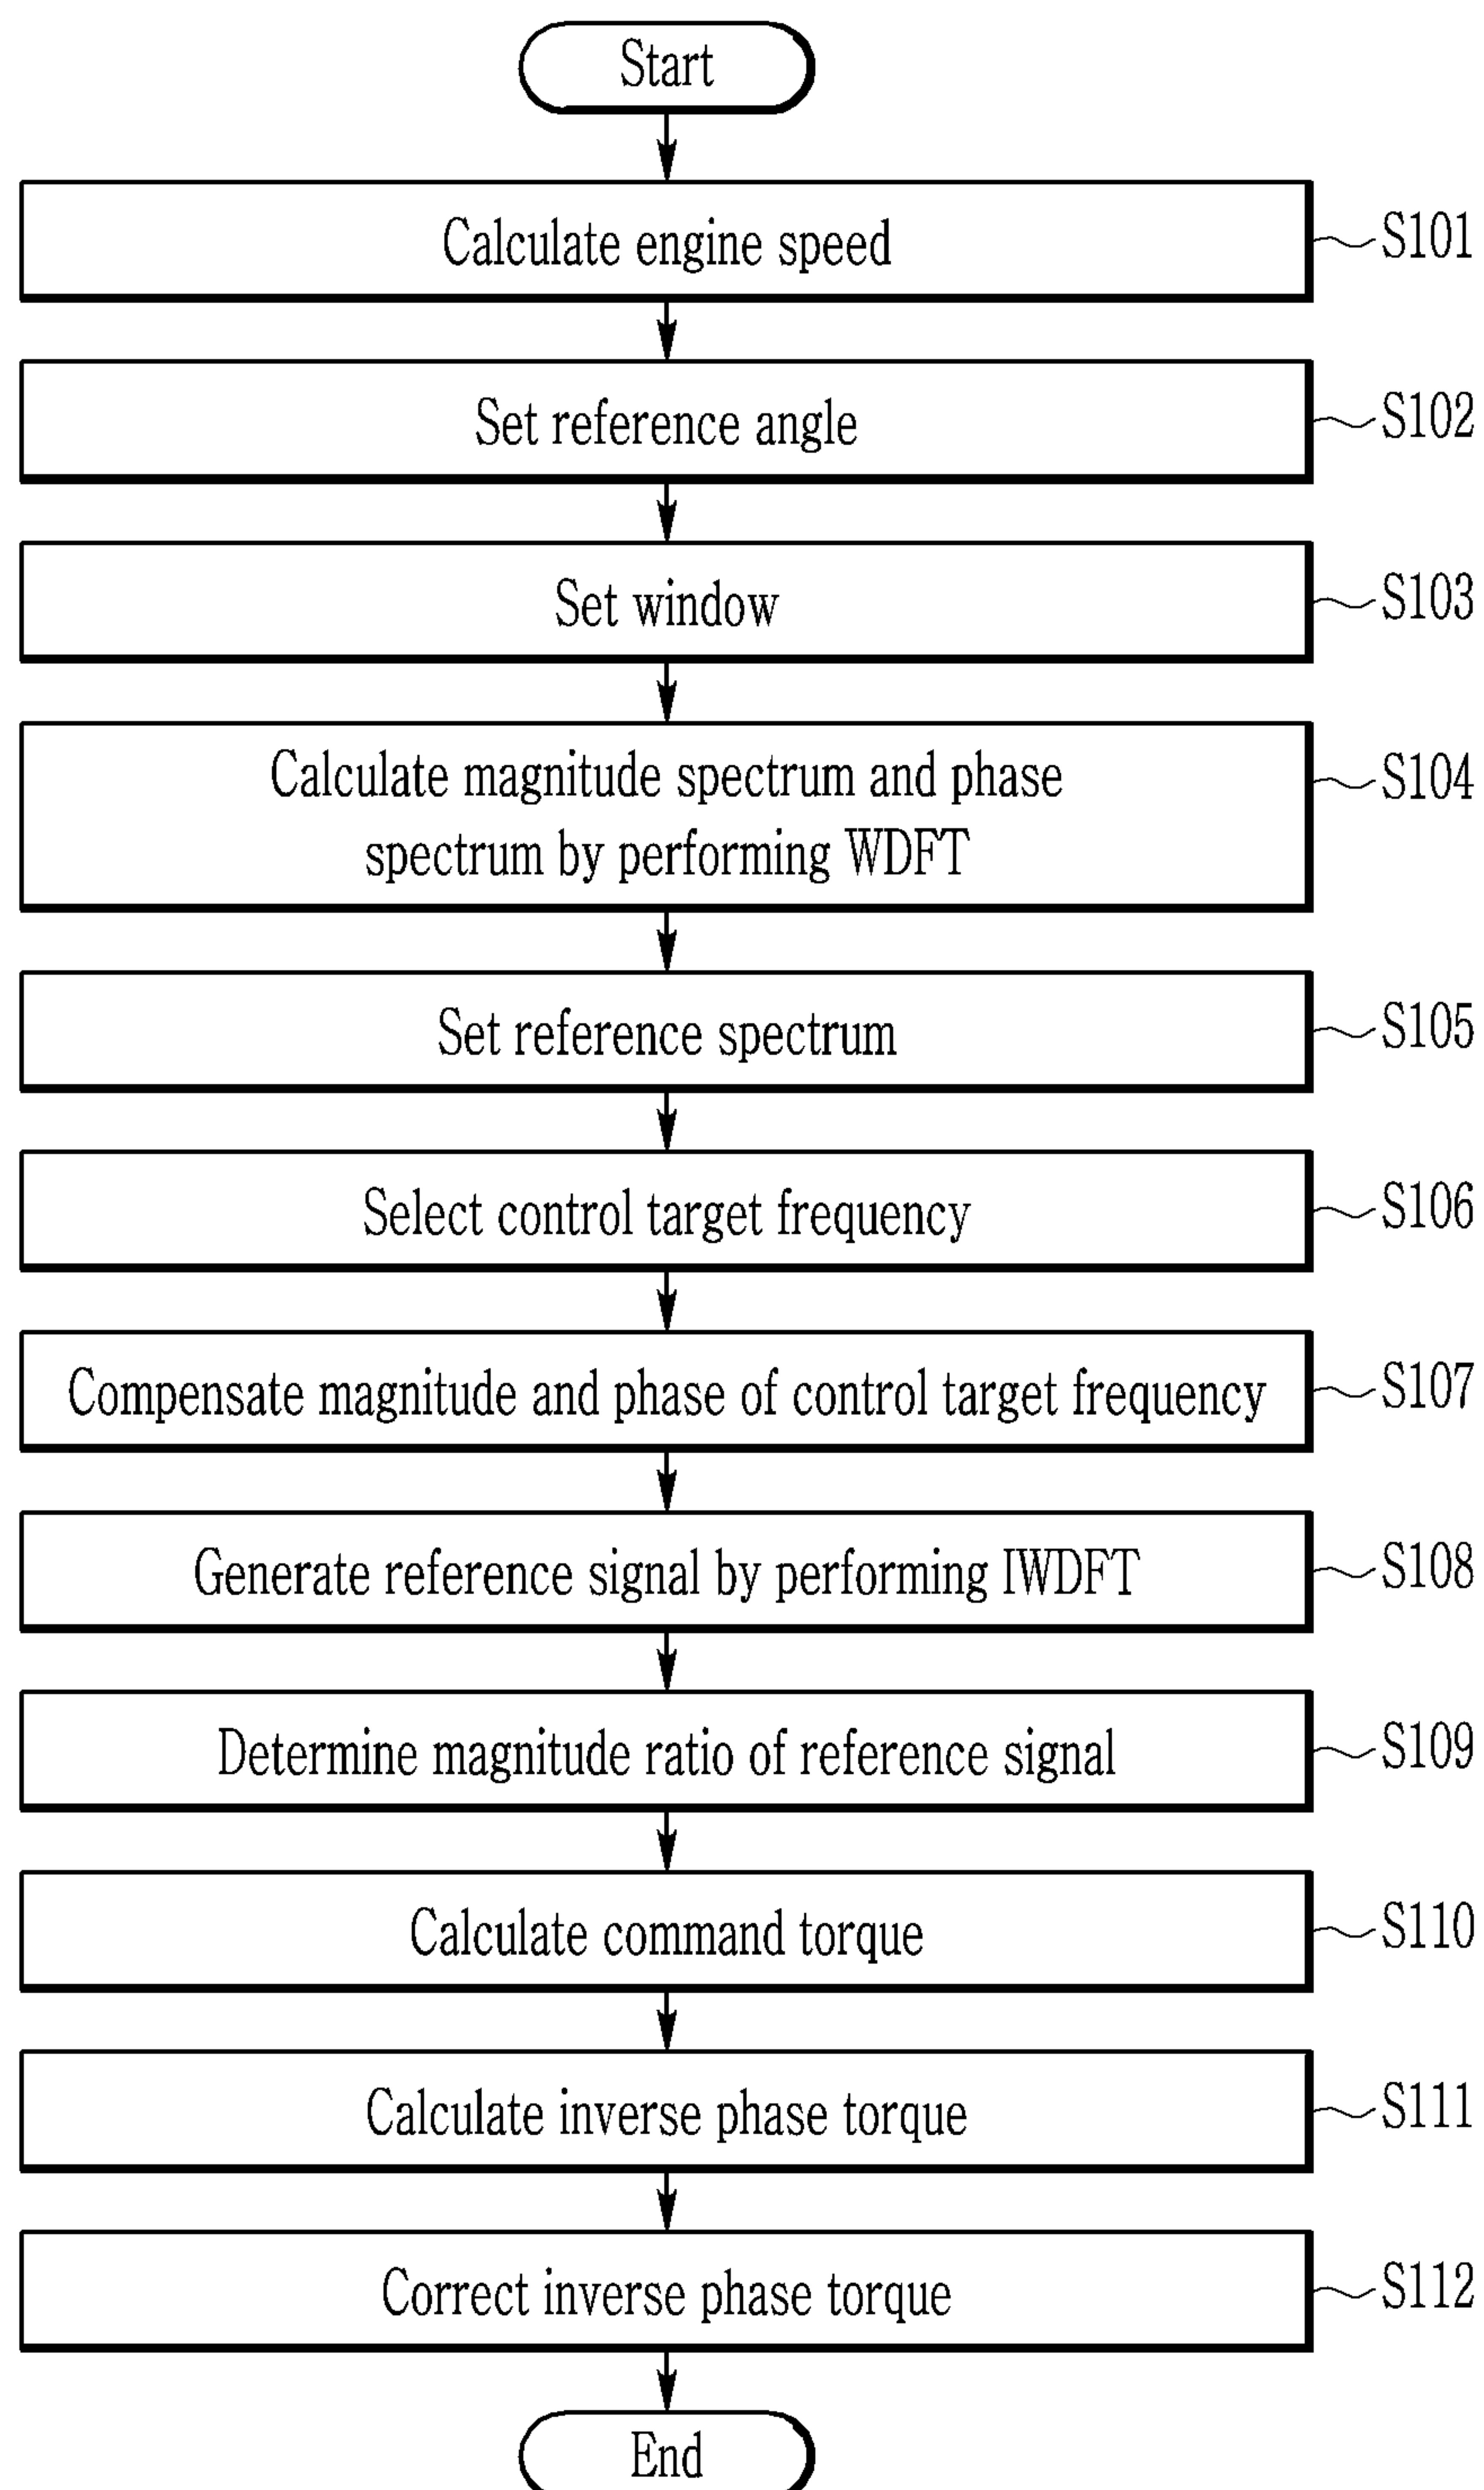 Start
Calculate engine speed
S101
Set reference angle
S102
Set window
S103
Calculate magnitude spectrum and phase
spectrum by performing WDFT
S104
Set reference spectrum
S105
Select control target frequency
S106
Compensate magnitude and phase of control target frequency
S107
Generate reference signal by performing IWDFT
S108
Determine magnitude ratio of reference signal
S109
Calculate command torque
S110
Calculate inverse phase torque
S111
Correct inverse phase torque
S112
End